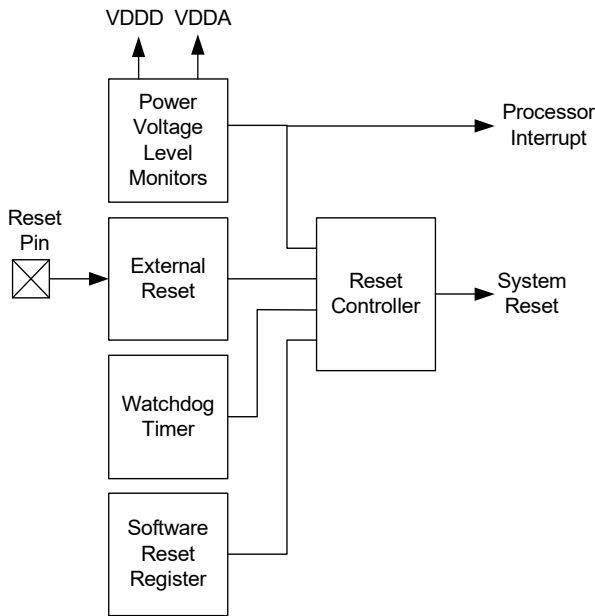 VDDD VDDA
Power
Voltage
Level
Monitors
Processor
Interrupt
Reset
Pin
External
Reset
Reset
Controller
System
Reset
Watchdog
Timer
Software
Reset
Register